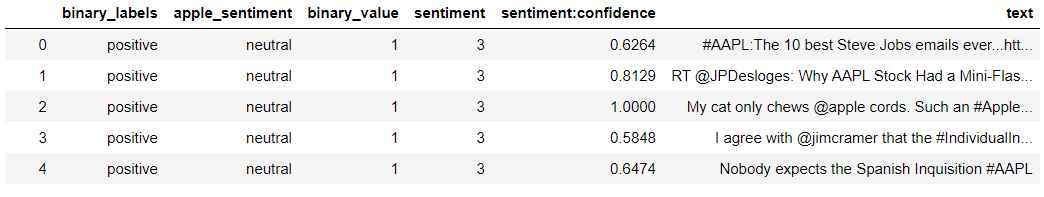 binary_labels apple_sentiment binary_value sentiment sentiment:confidence text
0 positive neutral 1 3 0.6264 #AAPL:The 10 best Steve Jobs emails ever...htt...
1 positive neutral 1 3 0.8129 RT @JPDesloges: Why AAPL Stock Had a Mini-Flas...
2 positive neutral 1 3 1.0000 My cat only chews @apple cords. Such an #Apple...
3 positive neutral 1 3 0.5848 I agree with @jimcramer that the #IndividualIn...
4 positive neutral 1 3 0.6474 Nobody expects the Spanish Inquisition #AAPL